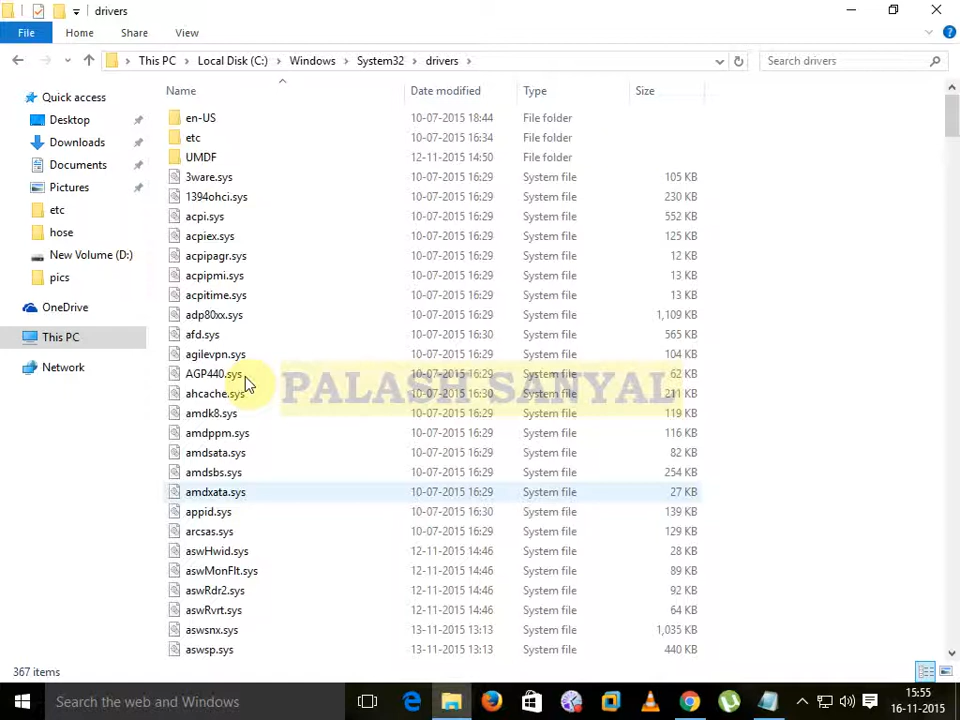 drivers
File Home Share View
This PC Local Disk (C:) Windows System32 drivers Search drivers
Name Date modified Type Size
Quick access
Desktop
Downloads
Documents
Pictures
etc
hose
New Volume (D:)
pics
OneDrive
This PC
Network
en-US 10-07-2015 18:44 File folder
etc 10-07-2015 16:34 File folder
UMDF 12-11-2015 14:50 File folder
3ware.sys 10-07-2015 16:29 System file 105 KB
1394ohci.sys 10-07-2015 16:29 System file 230 KB
acpi.sys 10-07-2015 16:29 System file 552 KB
acpiex.sys 10-07-2015 16:29 System file 125 KB
acpipagr.sys 10-07-2015 16:29 System file 12 KB
acpipmi.sys 10-07-2015 16:29 System file 13 KB
acpitime.sys 10-07-2015 16:29 System file 13 KB
adp80xx.sys 10-07-2015 16:29 System file 1,109 KB
afd.sys 10-07-2015 16:30 System file 565 KB
agilevpn.sys 10-07-2015 16:29 System file 104 KB
AGP440.sys 10-07-2015 16:29 System file 62 KB
PALASH SANYAL
ahcache.sys 10-07-2015 16:30 System file 211 KB
amdk8.sys 10-07-2015 16:29 System file 119 KB
amdppm.sys 10-07-2015 16:29 System file 116 KB
amdsata.sys 10-07-2015 16:29 System file 82 KB
amdsbs.sys 10-07-2015 16:29 System file 254 KB
amdxata.sys 10-07-2015 16:29 System file 27 KB
appid.sys 10-07-2015 16:30 System file 139 KB
arcsas.sys 10-07-2015 16:29 System file 129 KB
aswHwid.sys 12-11-2015 14:46 System file 28 KB
aswMonFlt.sys 12-11-2015 14:46 System file 89 KB
aswRdr2.sys 12-11-2015 14:46 System file 92 KB
aswRvrt.sys 12-11-2015 14:46 System file 64 KB
aswsnx.sys 13-11-2015 13:13 System file 1,035 KB
aswsp.sys 13-11-2015 13:13 System file 440 KB
367 items
Search the web and Windows
15:55
16-11-2015